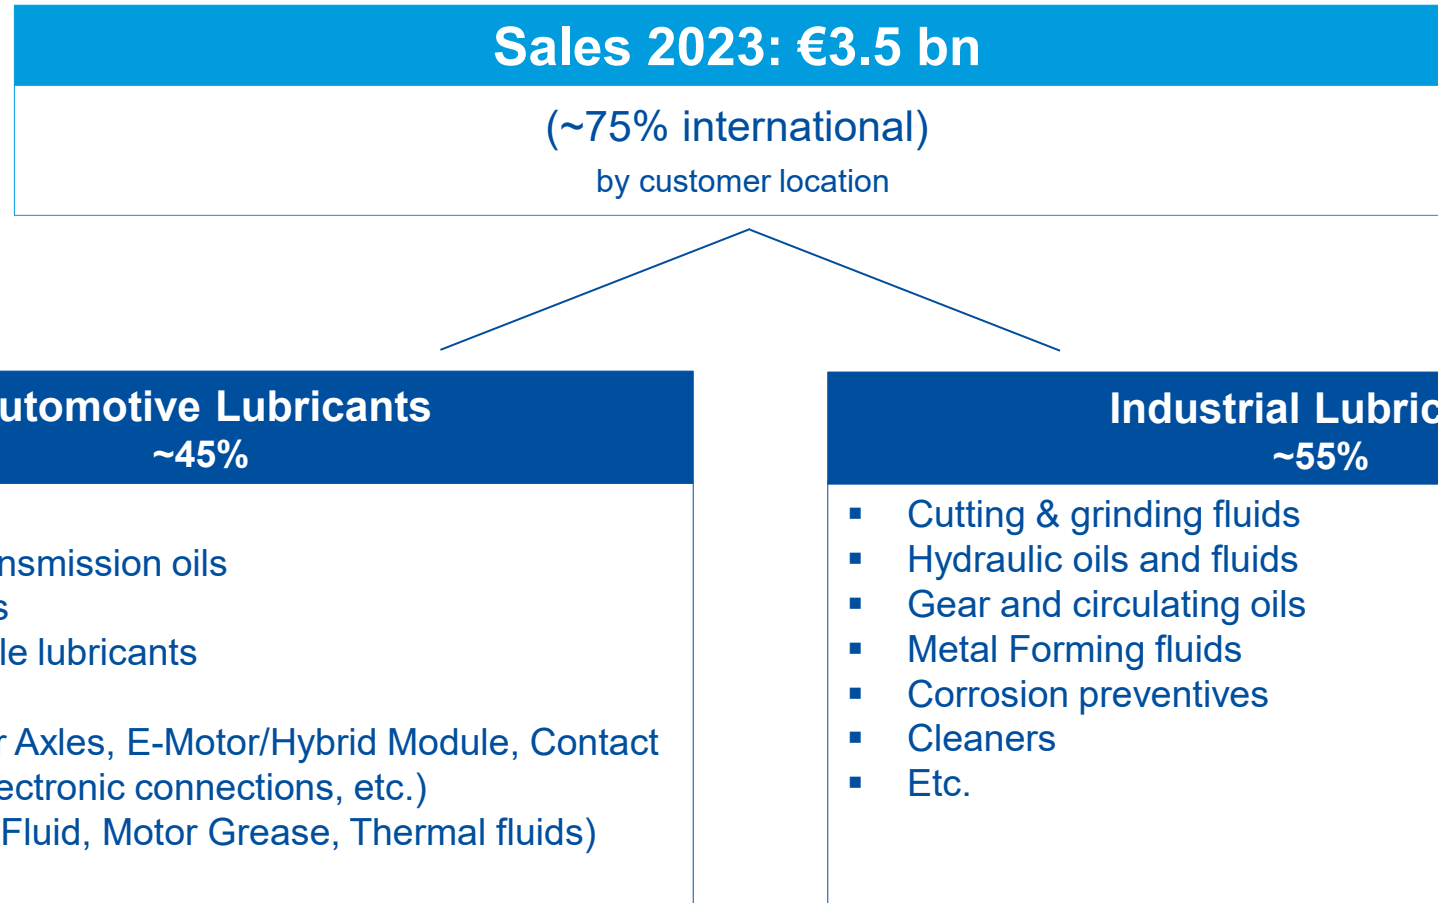 Sales 2023: €3.5 bn
(~75% international)
by customer location
utomotive Lubricants
~45%
nsmission oils
s
le lubricants
r Axles, E-Motor/Hybrid Module, Contact
ectronic connections, etc.)
Fluid, Motor Grease, Thermal fluids)
Industrial Lubric
~55%
▪ Cutting & grinding fluids
▪ Hydraulic oils and fluids
▪ Gear and circulating oils
▪ Metal Forming fluids
▪ Corrosion preventives
▪ Cleaners
▪ Etc.